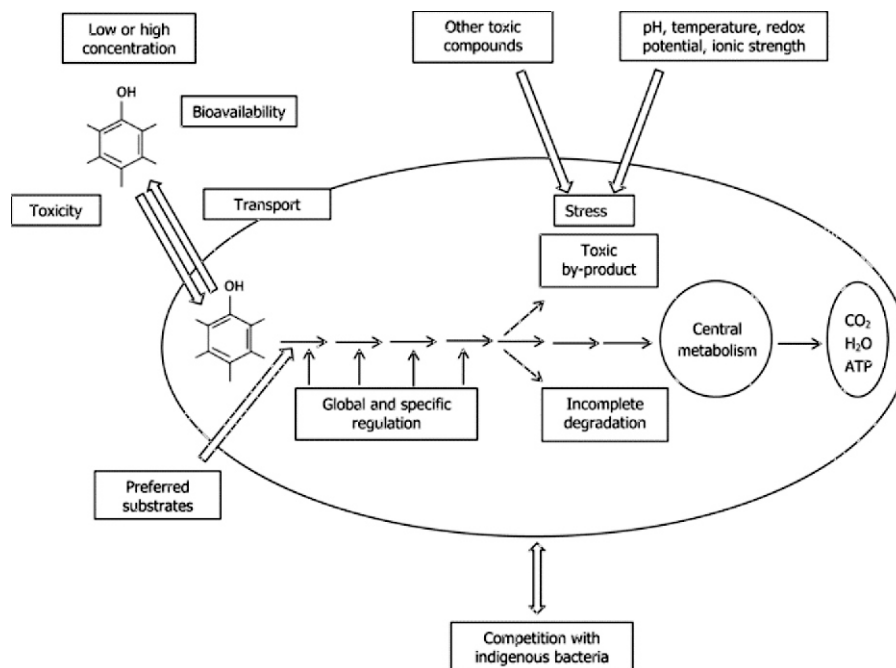 Low or high
concentration
Other toxic
compounds
pH, temperature, redox
potential, ionic strength
OH
Bioavailability
Toxicity
Transport
Stress
Toxic
by-product
OH
Central
metabolism
CO₂
H₂O
ATP
Global and specific
regulation
Incomplete
degradation
Preferred
substrates
Competition with
indigenous bacteria